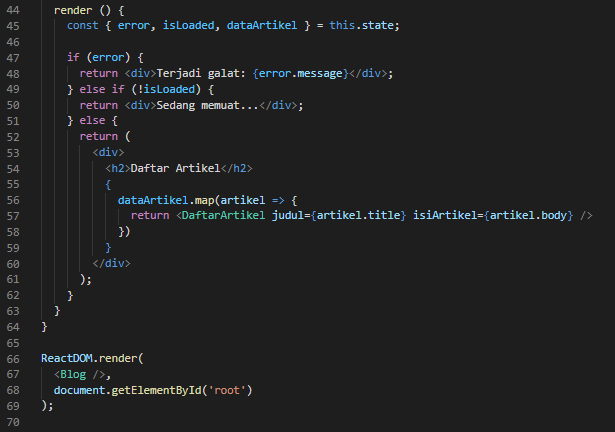 44 render () {
45 const { error, isLoaded, dataArtikel } = this.state;
46
47 if (error) {
48 return <div>Terjadi galat: {error.message}</div>;
49 } else if (!isLoaded) {
50 return <div>Sedang memuat...</div>;
51 } else {
52 return (
53 <div>
54 <h2>Daftar Artikel</h2>
55 {
56 dataArtikel.map(artikel => {
57 return <DaftarArtikel judul={artikel.title} isiArtikel={artikel.body} />
58 })
59 }
60 </div>
61 );
62 }
63 }
64 }
65
66 ReactDOM.render(
67 <Blog />,
68 document.getElementById('root')
69 );
70